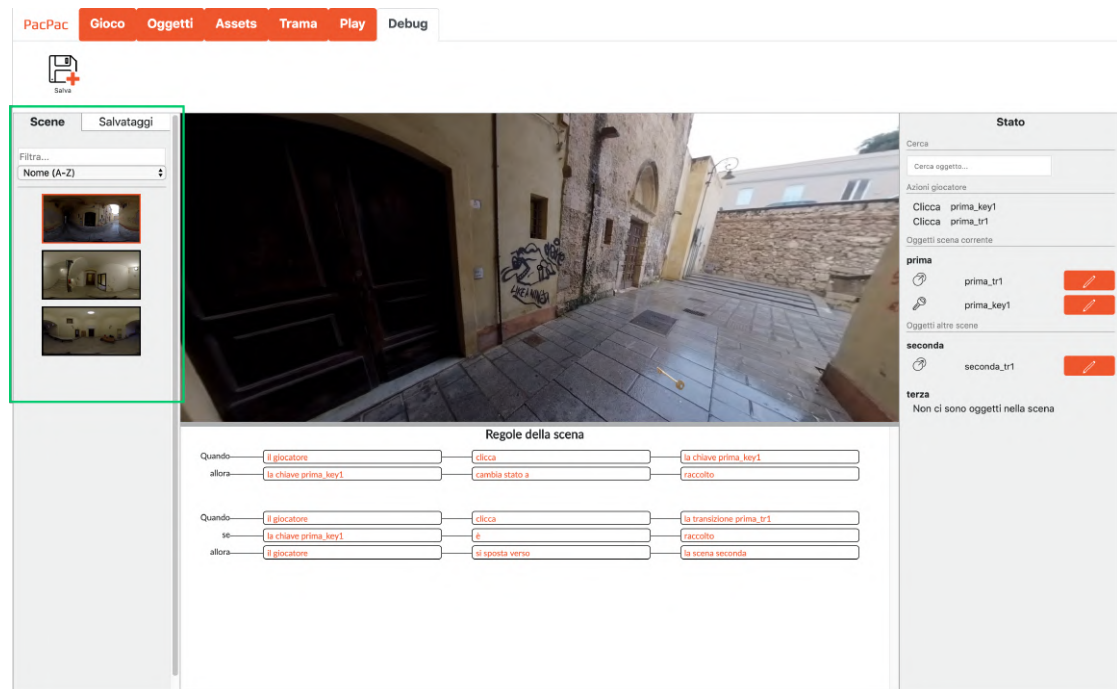 PacPac Gioco Oggetti Assets Trama Play Debug
Salva
Scene Salvataggi
Filtra...
Nome (A-Z)
Regole della scena
Quando il giocatore clicca la chiave prima_key1
allora la chiave prima_key1 cambia stato a raccolto
Quando il giocatore clicca la transizione prima_tr1
se la chiave prima_key1 è raccolto
allora il giocatore si sposta verso la scena seconda
Stato
Cerca
Cerca oggetto...
Azioni giocatore
Clicca prima_key1
Clicca prima_tr1
Oggetti scena corrente
prima
prima_tr1
prima_key1
Oggetti altre scene
seconda
seconda_tr1
terza
Non ci sono oggetti nella scena